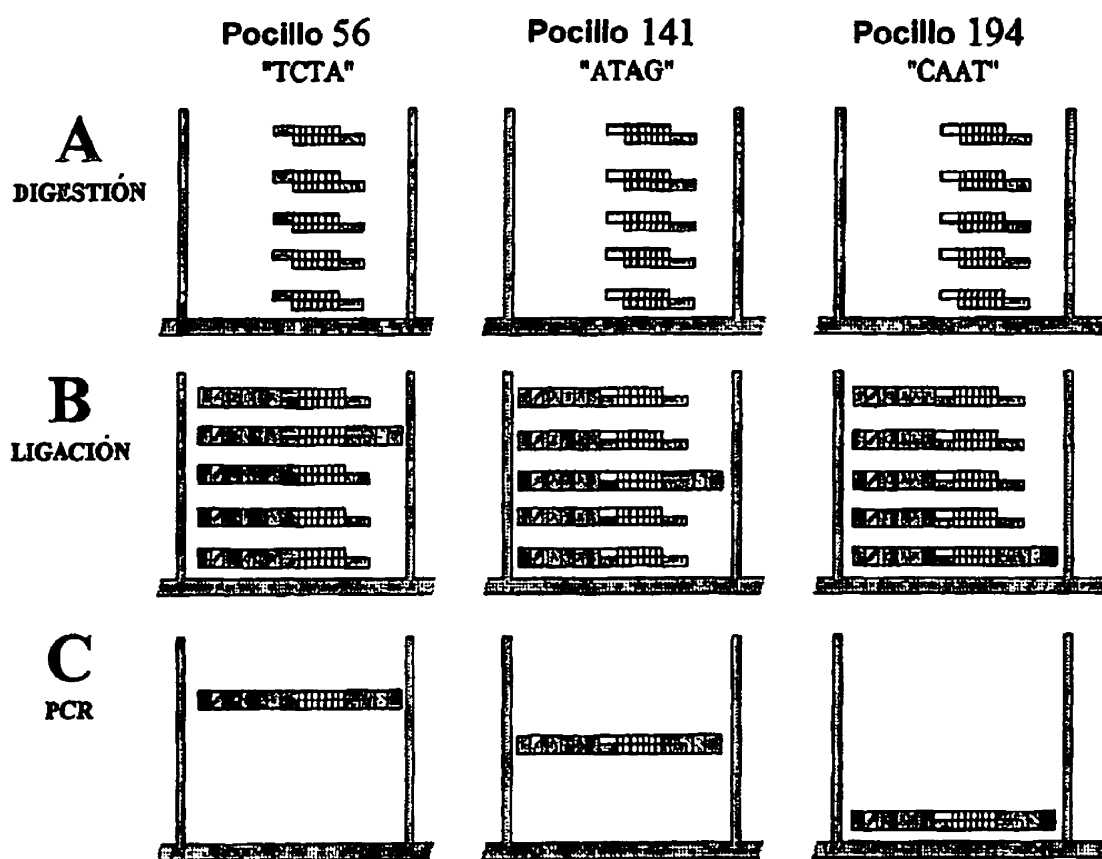 Pocillo 56
"TCTA"
Pocillo 141
"ATAG"
Pocillo 194
"CAAT"
A
DIGESTIÓN
B
LIGACIÓN
C
PCR